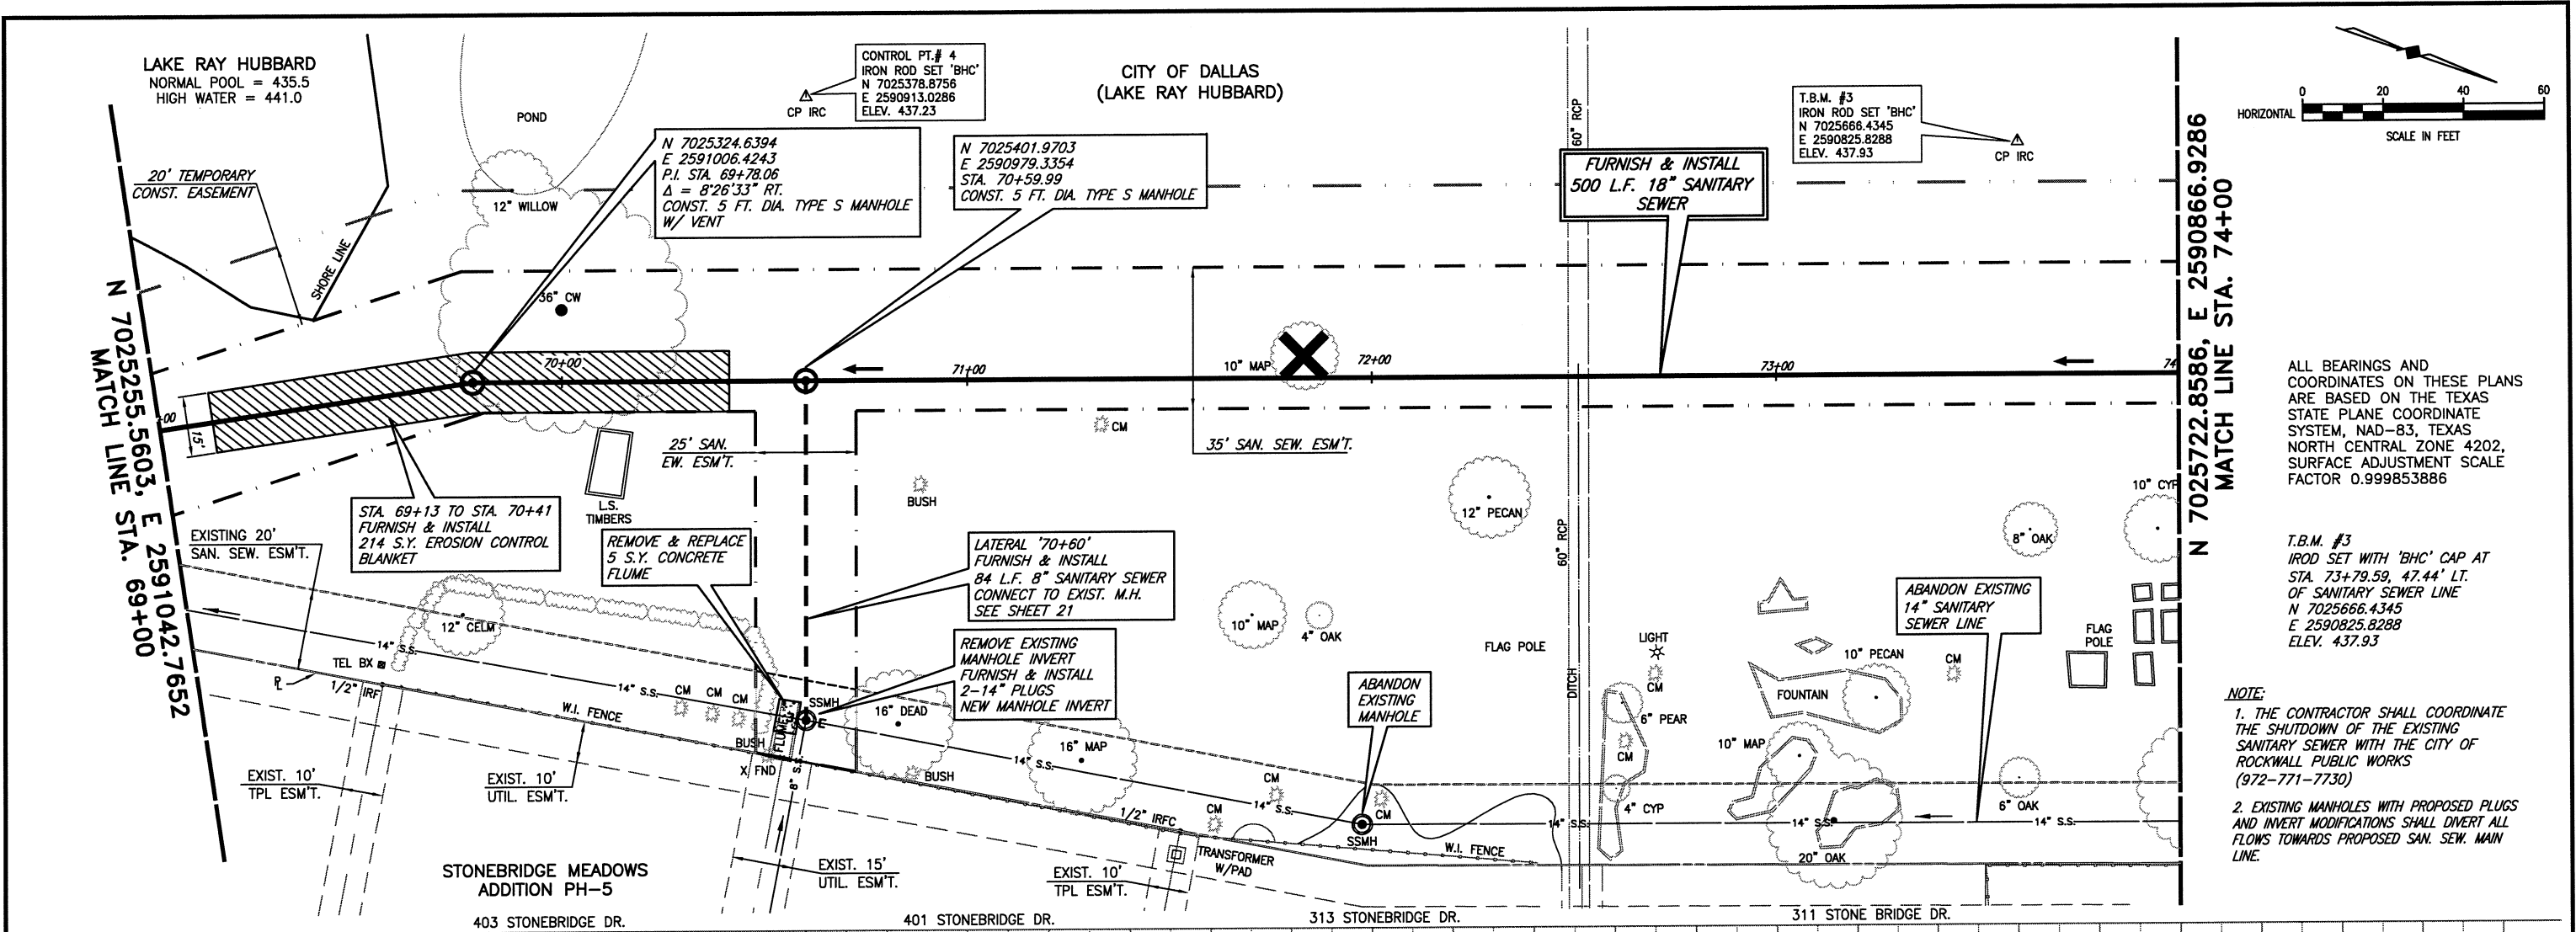 LAKE RAY HUBBARD
NORMAL POOL = 435.5
HIGH WATER = 441.0
POND
CONTROL PT.# 4
IRON ROD SET 'BHC'
N 7025378.8756
E 2590913.0286
ELEV. 437.23
CP IRC
CITY OF DALLAS
(LAKE RAY HUBBARD)
60" RCP
T.B.M. #3
IRON ROD SET 'BHC'
N 7025666.4345
E 2590825.8288
ELEV. 437.93
CP IRC
0 20 40 60
HORIZONTAL
SCALE IN FEET
20' TEMPORARY
CONST. EASEMENT
SHORE LINE
12" WILLOW
N 7025324.6394
E 2591006.4243
P.I. STA. 69+78.06
Δ = 8°26'33" RT.
CONST. 5 FT. DIA. TYPE S MANHOLE
W/ VENT
N 7025401.9703
E 2590979.3354
STA. 70+59.99
CONST. 5 FT. DIA. TYPE S MANHOLE
FURNISH & INSTALL
500 L.F. 18" SANITARY
SEWER
N 7025255.5603, E 2591042.7652
MATCH LINE STA. 69+00
N 7025722.8586, E 2590866.9286
MATCH LINE STA. 74+00
36" CW
+00
70+00
71+00
10" MAP
72+00
73+00
74
15'
25' SAN.
EW. ESM'T.
35' SAN. SEW. ESM'T.
CM
BUSH
L.S.
TIMBERS
12" PECAN
60" RCP
8" OAK
10" CYP
STA. 69+13 TO STA. 70+41
FURNISH & INSTALL
214 S.Y. EROSION CONTROL
BLANKET
EXISTING 20'
SAN. SEW. ESM'T.
REMOVE & REPLACE
5 S.Y. CONCRETE
FLUME
LATERAL '70+60'
FURNISH & INSTALL
84 L.F. 8" SANITARY SEWER
CONNECT TO EXIST. M.H.
SEE SHEET 21
REMOVE EXISTING
MANHOLE INVERT
FURNISH & INSTALL
2-14" PLUGS
NEW MANHOLE INVERT
ABANDON EXISTING
14" SANITARY
SEWER LINE
ABANDON
EXISTING
MANHOLE
12" CELM
10" MAP
4" OAK
FLAG POLE
DITCH
LIGHT
CM
10" PECAN
CM
FLAG
POLE
FOUNTAIN
14" S.S.
TEL BX
℄
1/2" IRF
14" S.S.
CM
CM
CM
SSMH
E
FLUME
16" DEAD
W.I. FENCE
BUSH
X FND
8" S.S.
BUSH
16" MAP
14" S.S.
6" PEAR
CM
10" MAP
4" CYP
6" OAK
CM
14" S.S.
CM
CM
SSMH
14" S.S.
14" S.S.
14" S.S.
20" OAK
1/2" IRFC
TRANSFORMER
W/PAD
W.I. FENCE
EXIST. 10'
TPL ESM'T.
EXIST. 10'
UTIL. ESM'T.
EXIST. 15'
UTIL. ESM'T.
EXIST. 10'
TPL ESM'T.
STONEBRIDGE MEADOWS
ADDITION PH-5
403 STONEBRIDGE DR.
401 STONEBRIDGE DR.
313 STONEBRIDGE DR.
311 STONE BRIDGE DR.
ALL BEARINGS AND
COORDINATES ON THESE PLANS
ARE BASED ON THE TEXAS
STATE PLANE COORDINATE
SYSTEM, NAD-83, TEXAS
NORTH CENTRAL ZONE 4202,
SURFACE ADJUSTMENT SCALE
FACTOR 0.999853886
T.B.M. #3
IROD SET WITH 'BHC' CAP AT
STA. 73+79.59, 47.44' LT.
OF SANITARY SEWER LINE
N 7025666.4345
E 2590825.8288
ELEV. 437.93
NOTE:
1. THE CONTRACTOR SHALL COORDINATE
THE SHUTDOWN OF THE EXISTING
SANITARY SEWER WITH THE CITY OF
ROCKWALL PUBLIC WORKS
(972-771-7730)
2. EXISTING MANHOLES WITH PROPOSED PLUGS
AND INVERT MODIFICATIONS SHALL DIVERT ALL
FLOWS TOWARDS PROPOSED SAN. SEW. MAIN
LINE.